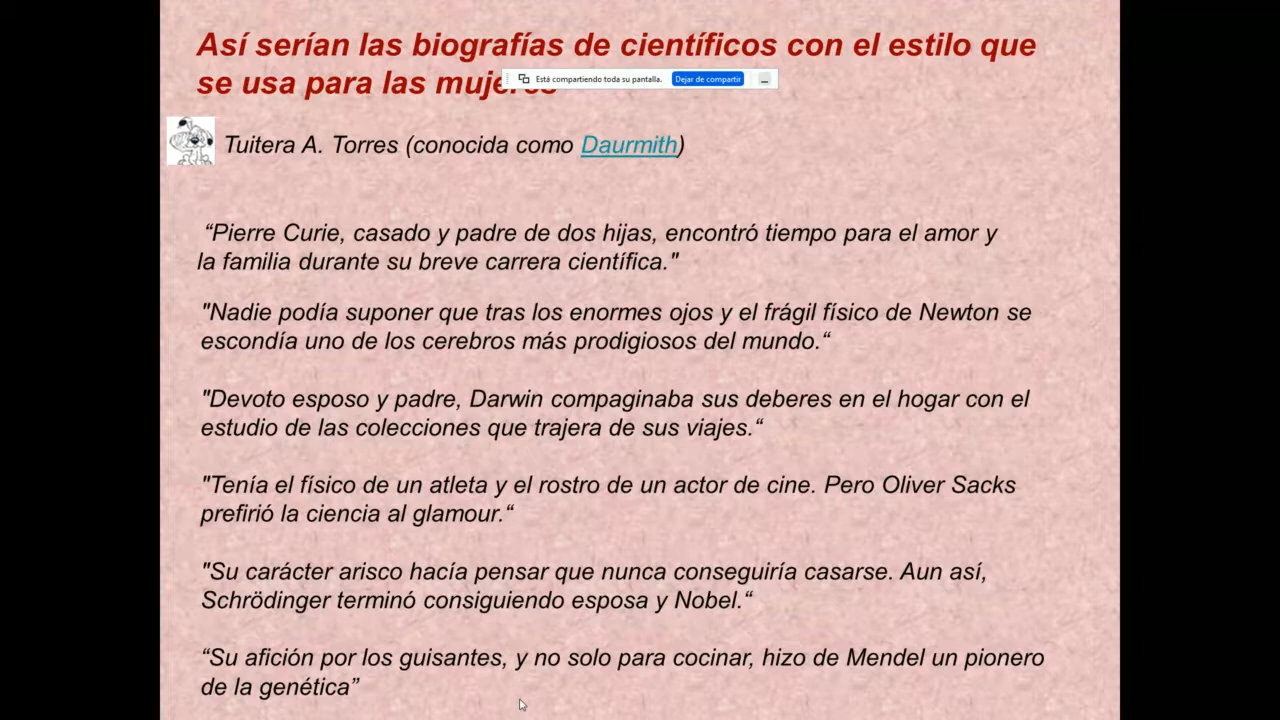 Así serían las biografías de científicos con el estilo que
se usa para las mujeres
Está compartiendo toda su pantalla.
Dejar de compartir
Tuitera A. Torres (conocida como Daurmith)
“Pierre Curie, casado y padre de dos hijas, encontró tiempo para el amor y
la familia durante su breve carrera científica."
"Nadie podía suponer que tras los enormes ojos y el frágil físico de Newton se
escondía uno de los cerebros más prodigiosos del mundo.“
"Devoto esposo y padre, Darwin compaginaba sus deberes en el hogar con el
estudio de las colecciones que trajera de sus viajes.“
"Tenía el físico de un atleta y el rostro de un actor de cine. Pero Oliver Sacks
prefirió la ciencia al glamour.“
"Su carácter arisco hacía pensar que nunca conseguiría casarse. Aun así,
Schrödinger terminó consiguiendo esposa y Nobel.“
“Su afición por los guisantes, y no solo para cocinar, hizo de Mendel un pionero
de la genética”